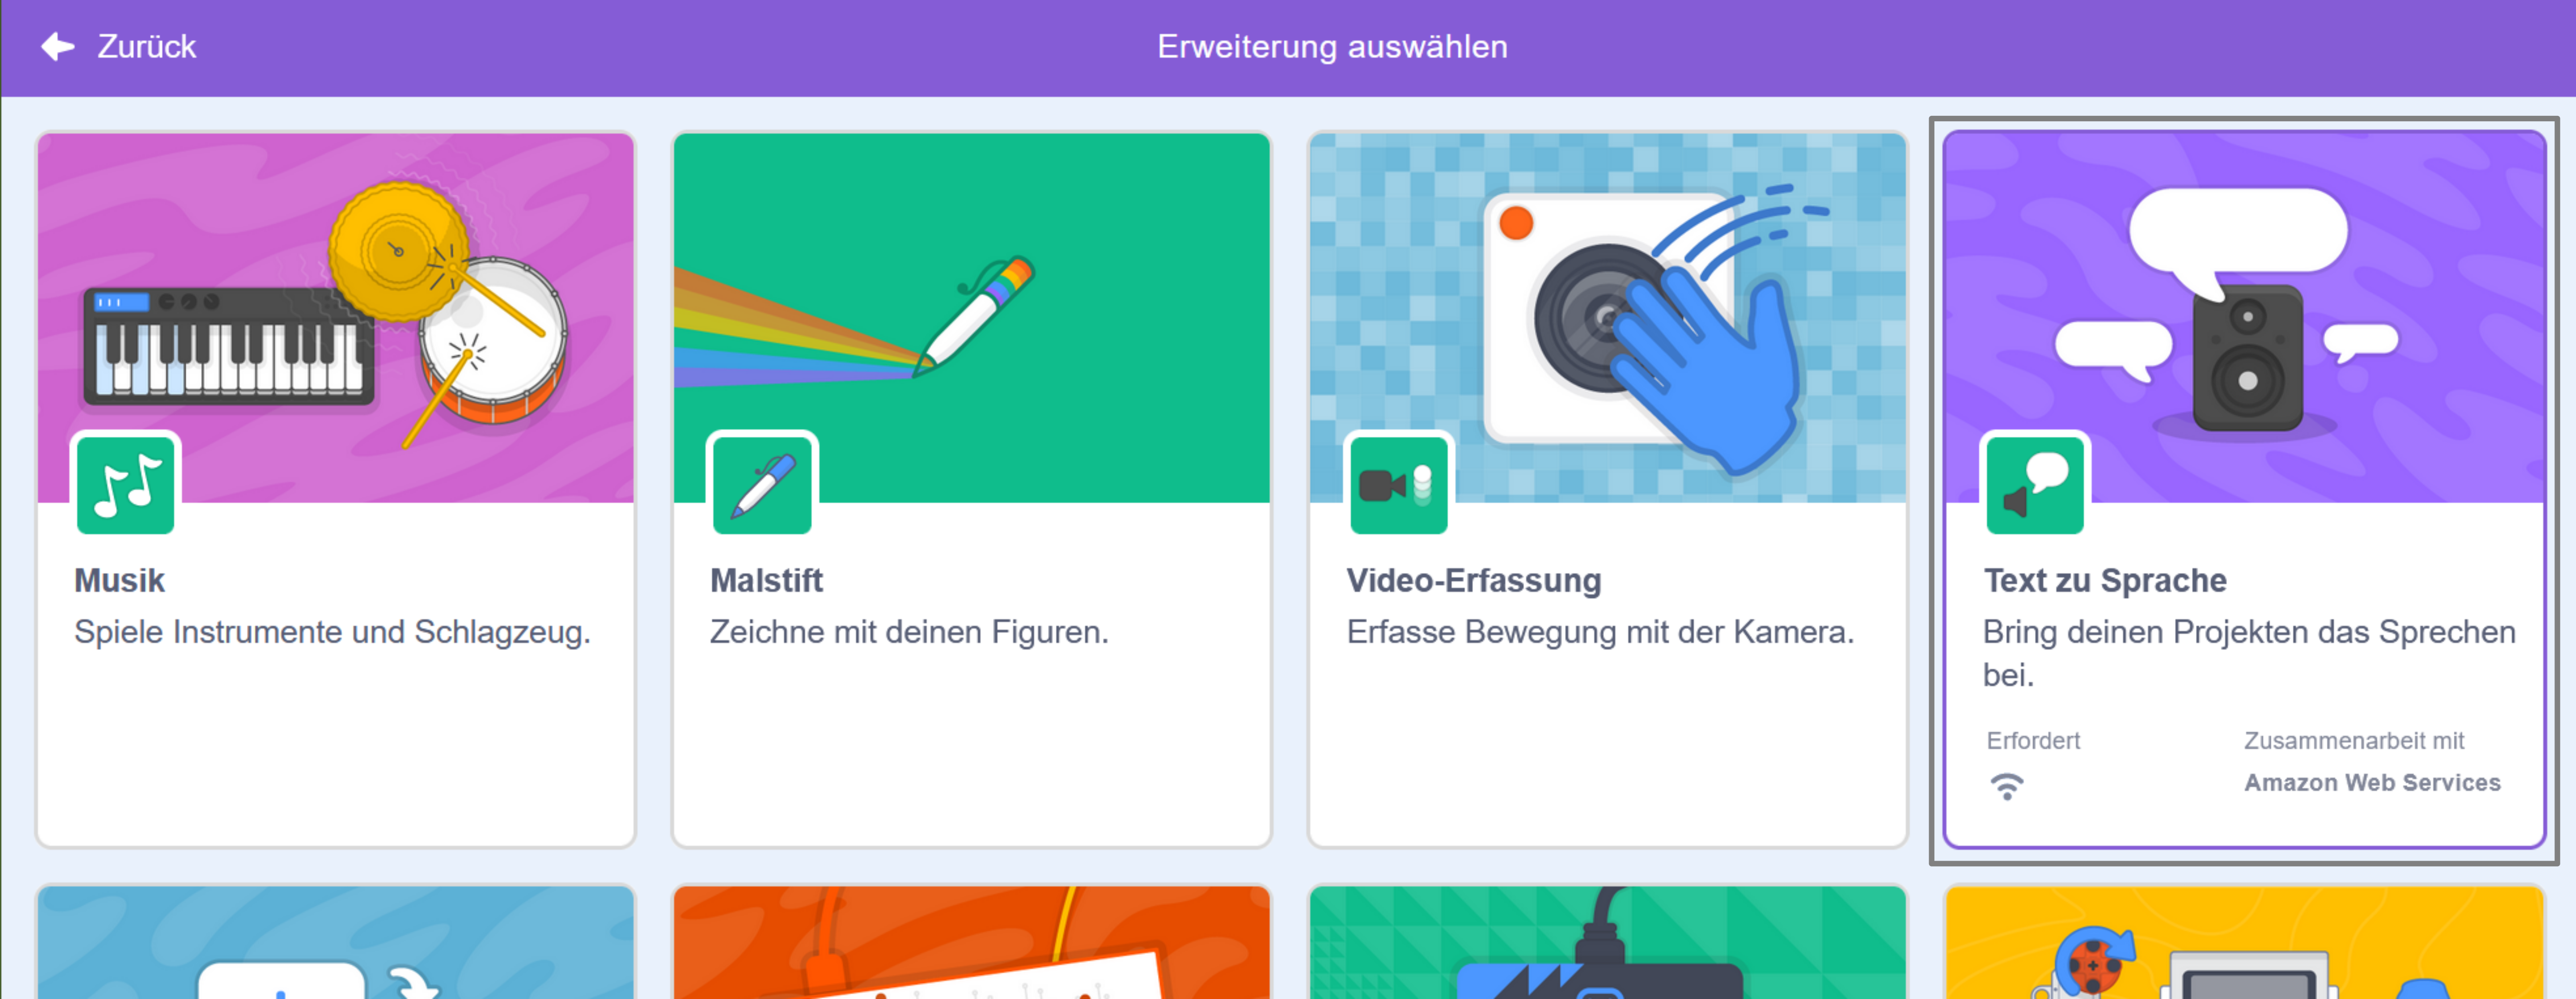 Zurück
Erweiterung auswählen
Musik
Spiele Instrumente und Schlagzeug.
Malstift
Zeichne mit deinen Figuren.
Video-Erfassung
Erfasse Bewegung mit der Kamera.
Text zu Sprache
Bring deinen Projekten das Sprechen
bei.
Erfordert
Zusammenarbeit mit
Amazon Web Services